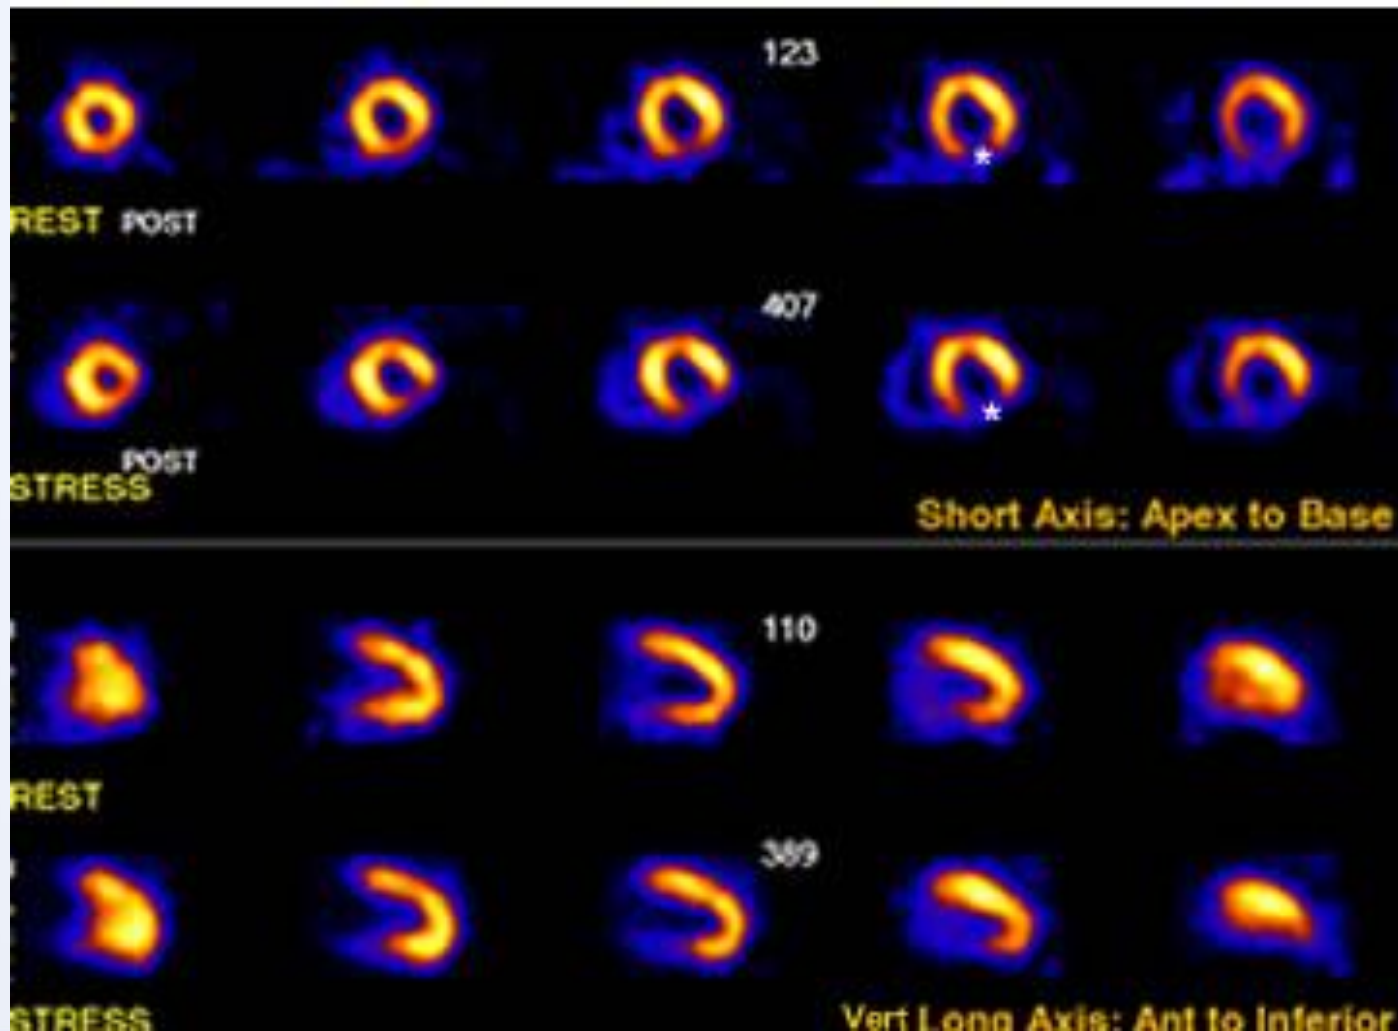 123
*
REST POST
407
*
POST
STRESS
Short Axis: Apex to Base
110
REST
389
STRESS
Vert Long Axis: Ant to Inferior